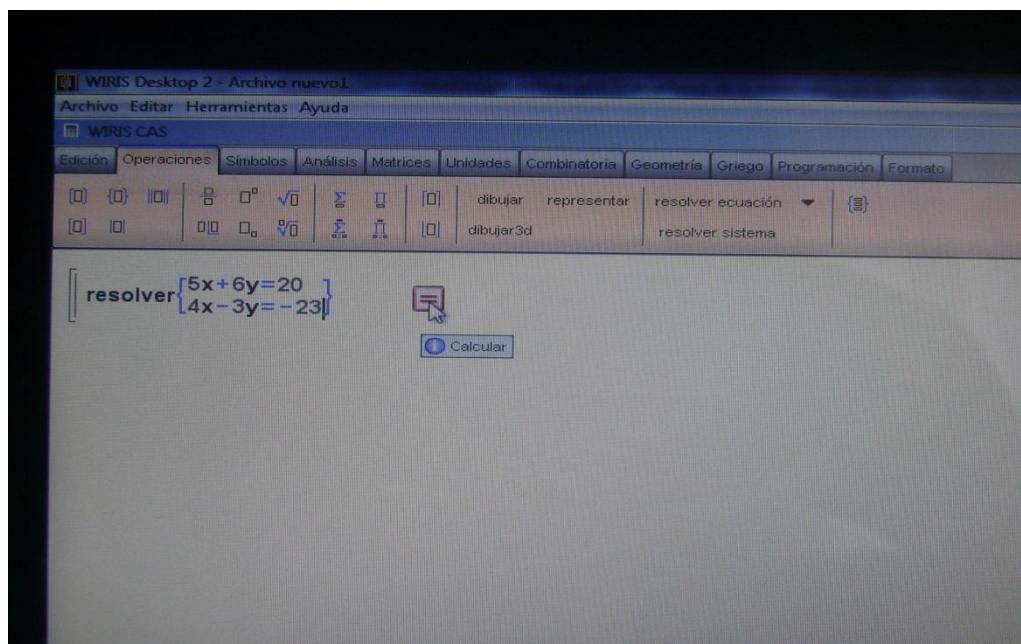 WIRIS Desktop 2 - Archivo nuevo1
Archivo Editar Herramientas Ayuda
WIRIS CAS
Edición Operaciones Símbolos Análisis Matrices Unidades Combinatoria Geometría Griego Programación Formato
dibujar representar resolver ecuación
dibujar3d resolver sistema
resolver{5x+6y=20
4x-3y=-23}
=
Calcular